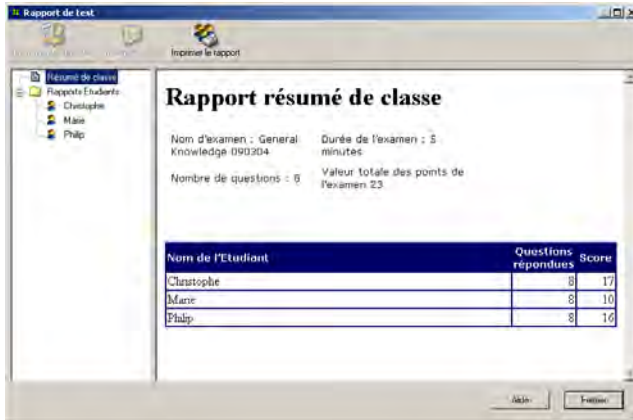 Rapport de text
Imprimer le rapport
Résumé de classe
Rapports Etudiants
Christophe
Marie
Philip
Rapport résumé de classe
Nom d'examen : General Knowledge 090304
Durée de l'examen : 5 minutes
Nombre de questions : 8
Valeur totale des points de l'examen 23
Nom de l'Etudiant Questions répondues Score
Christophe 8 17
Marie 8 10
Philip 8 16
Aide
Fermer